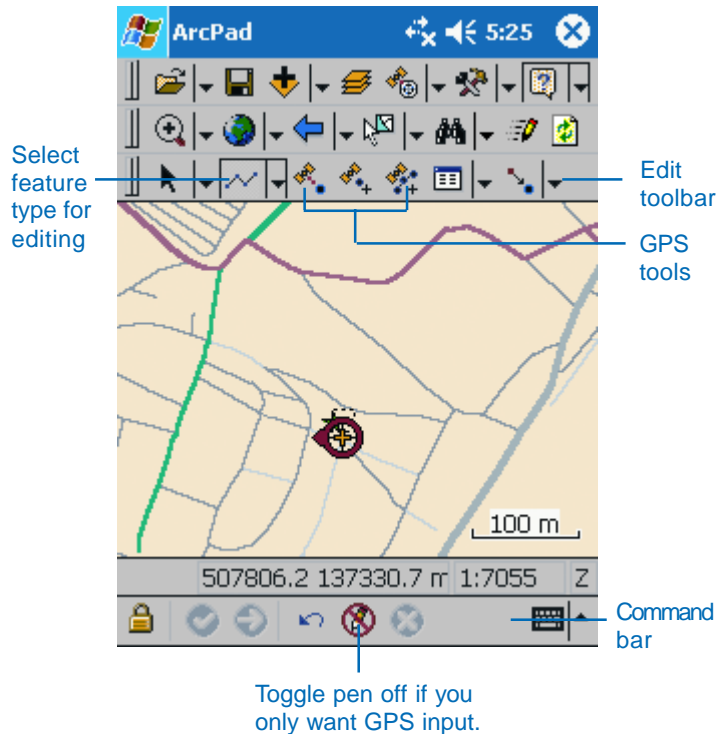 ArcPad
5:25
Select
feature
type for
editing
Edit
toolbar
GPS
tools
100 m
507806.2 137330.7 m
1:7055
Z
Command
bar
Toggle pen off if you
only want GPS input.